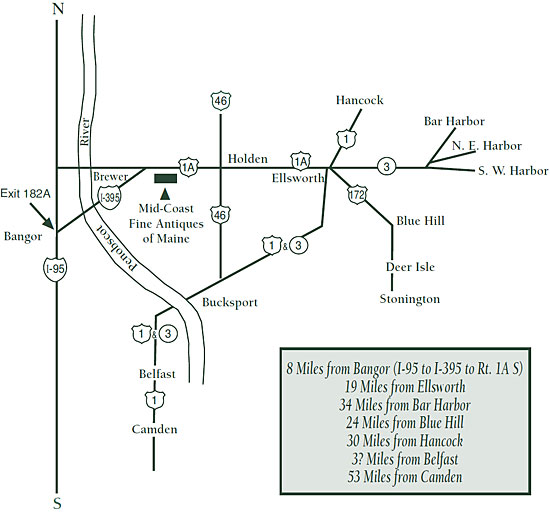 N
46
Hancock
Bar Harbor
1
N. E. Harbor
River
1A
Holden
1A
3
S. W. Harbor
Brewer
Ellsworth
Exit 182A
I-395
Mid-Coast
Fine Antiques
of Maine
46
172
Blue Hill
Bangor
Penobscot
1 & 3
I-95
Deer Isle
Bucksport
Stonington
1 & 3
Belfast
1
Camden
S
8 Miles from Bangor (I-95 to I-395 to Rt. 1A S)
19 Miles from Ellsworth
34 Miles from Bar Harbor
24 Miles from Blue Hill
30 Miles from Hancock
3? Miles from Belfast
53 Miles from Camden